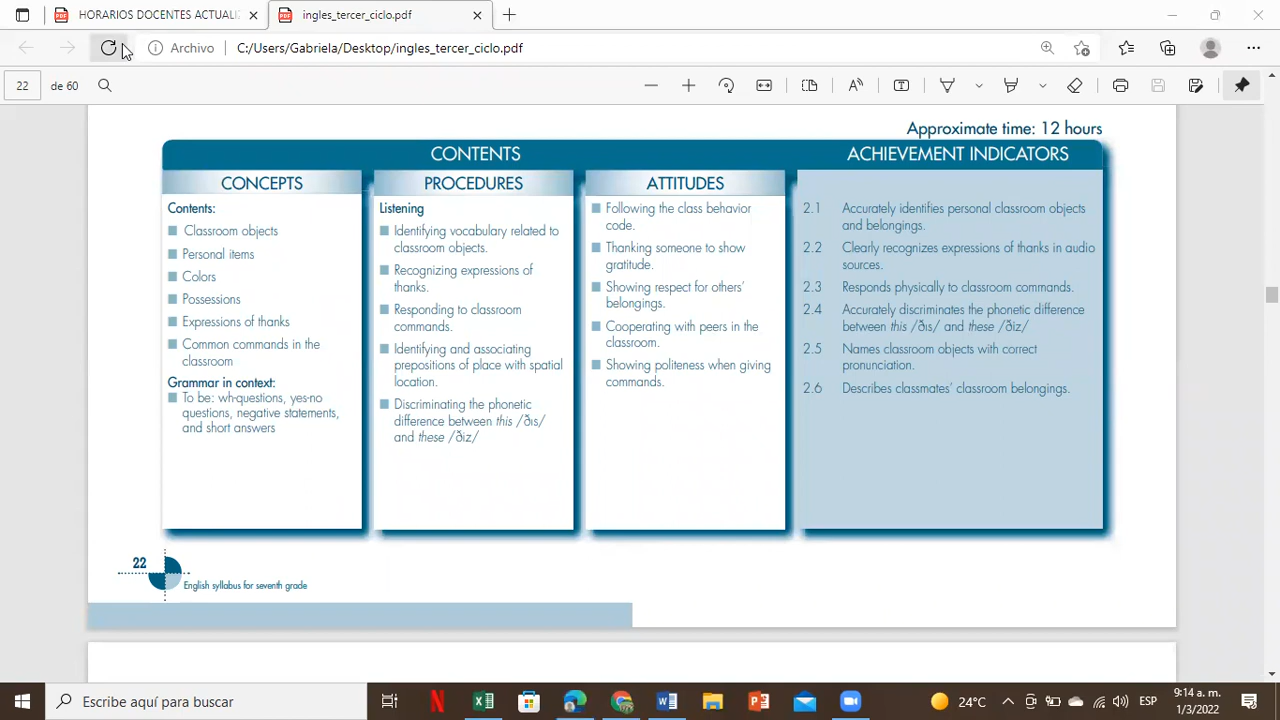 HORARIOS DOCENTES ACTUALI
ingles_tercer_ciclo.pdf
Archivo
C:/Users/Gabriela/Desktop/ingles_tercer_ciclo.pdf
22
de 60
Approximate time: 12 hours
CONTENTS
ACHIEVEMENT INDICATORS
CONCEPTS
PROCEDURES
ATTITUDES
Contents:
Classroom objects
Personal items
Colors
Possessions
Expressions of thanks
Common commands in the
classroom
Grammar in context:
To be: wh-questions, yes-no
questions, negative statements,
and short answers
Listening
Identifying vocabulary related to
classroom objects.
Recognizing expressions of
thanks.
Responding to classroom
commands.
Identifying and associating
prepositions of place with spatial
location.
Discriminating the phonetic
difference between this /ðɪs/
and these /ðiz/
Following the class behavior
code.
Thanking someone to show
gratitude.
Showing respect for others'
belongings.
Cooperating with peers in the
classroom.
Showing politeness when giving
commands.
2.1 Accurately identifies personal classroom objects
and belongings.
2.2 Clearly recognizes expressions of thanks in audio
sources.
2.3 Responds physically to classroom commands.
2.4 Accurately discriminates the phonetic difference
between this /ðɪs/ and these /ðiz/
2.5 Names classroom objects with correct
pronunciation.
2.6 Describes classmates' classroom belongings.
22
English syllabus for seventh grade
Escribe aquí para buscar
24°C
ESP
9:14 a. m.
1/3/2022